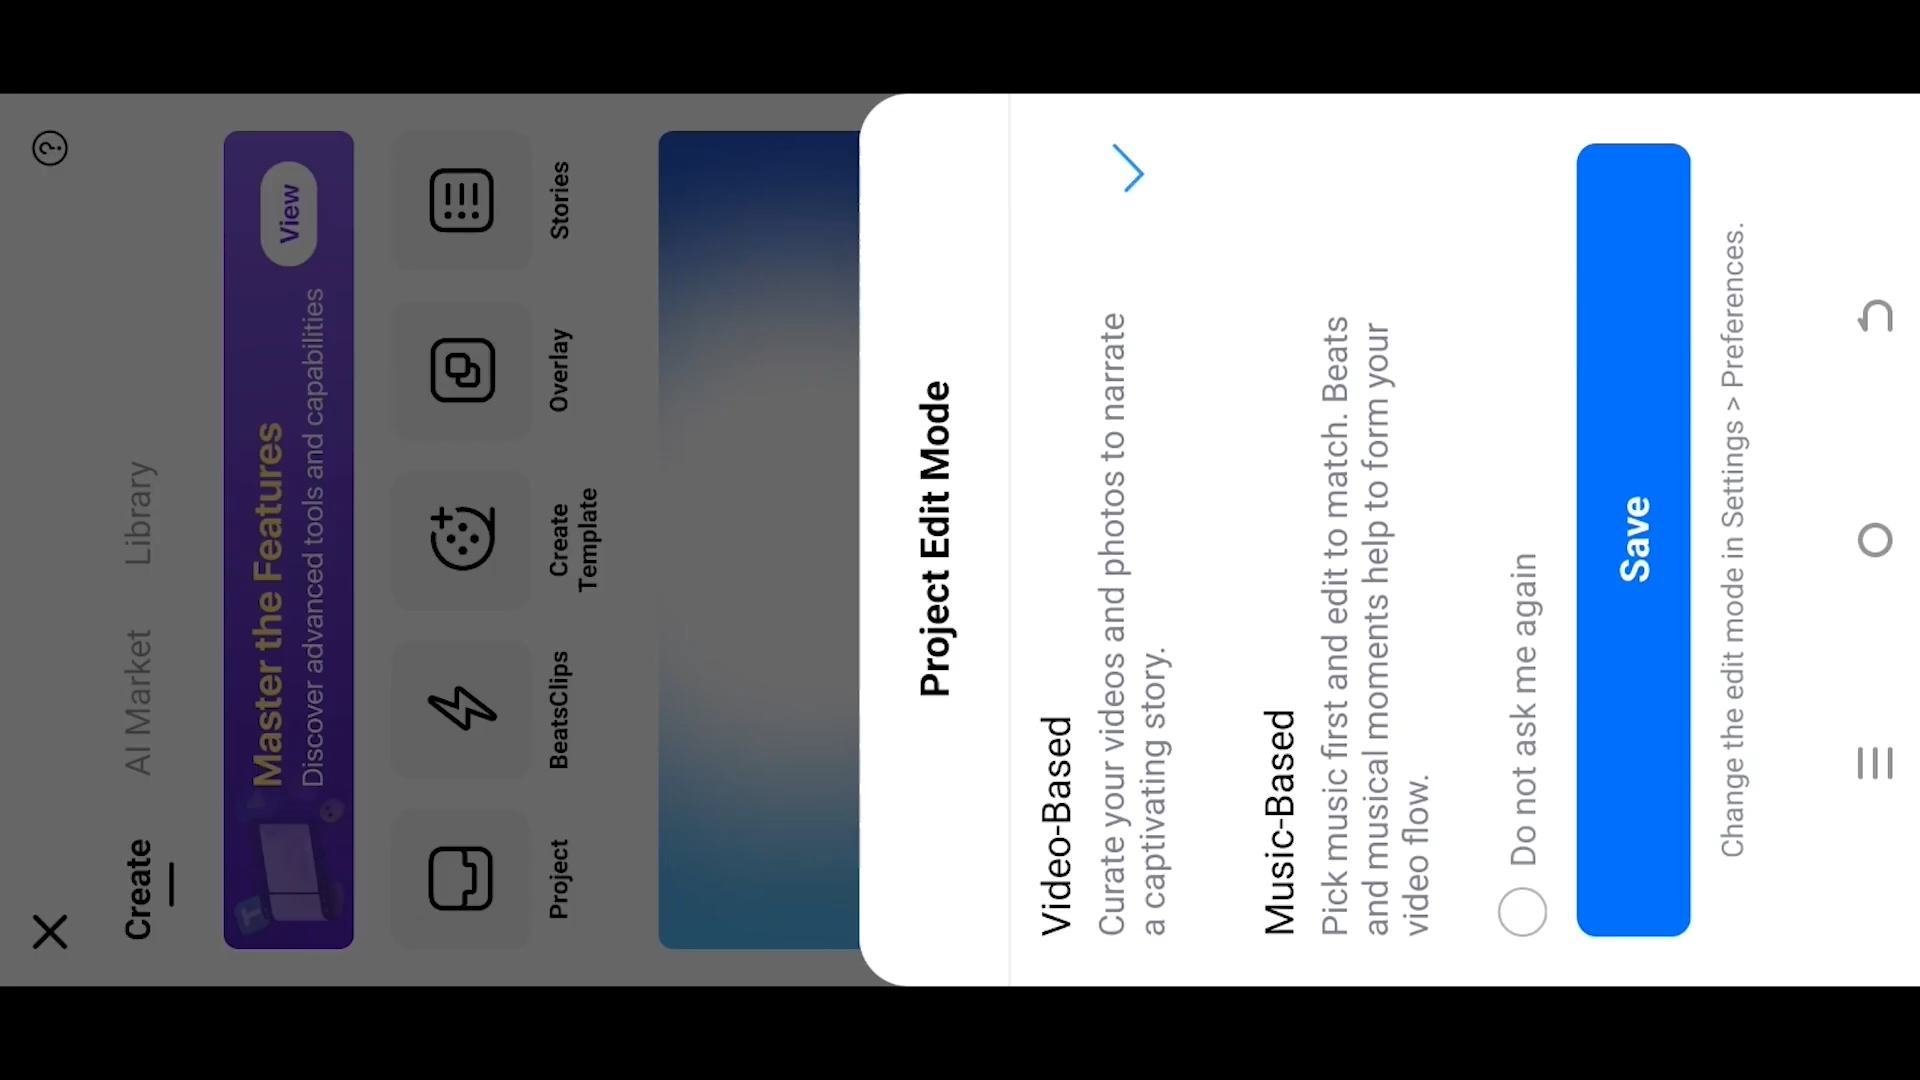 Create
AI Market
Library
Master the Features
Discover advanced tools and capabilities
View
Project
BeatsClips
Create
Template
Overlay
Stories
Project Edit Mode
Video-Based
Curate your videos and photos to narrate
a captivating story.
Music-Based
Pick music first and edit to match. Beats
and musical moments help to form your
video flow.
Do not ask me again
Save
Change the edit mode in Settings > Preferences.